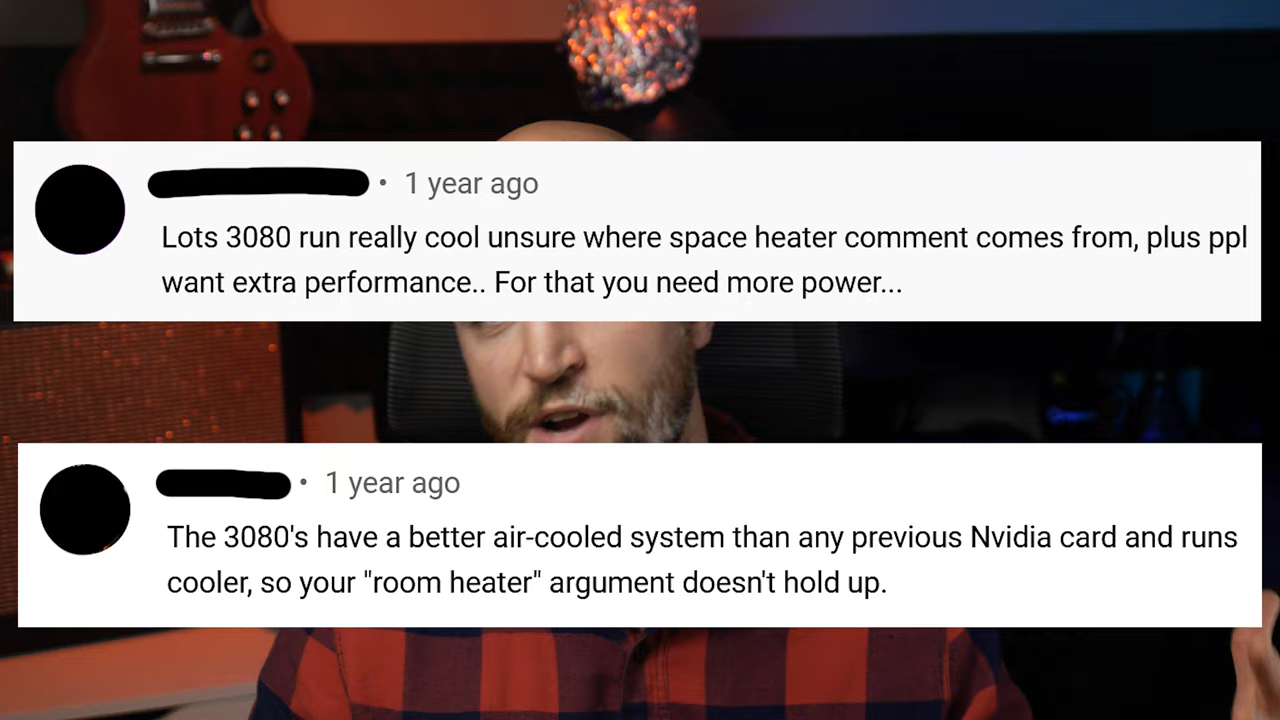 • 1 year ago
Lots 3080 run really cool unsure where space heater comment comes from, plus ppl
want extra performance.. For that you need more power...
• 1 year ago
The 3080's have a better air-cooled system than any previous Nvidia card and runs
cooler, so your "room heater" argument doesn't hold up.